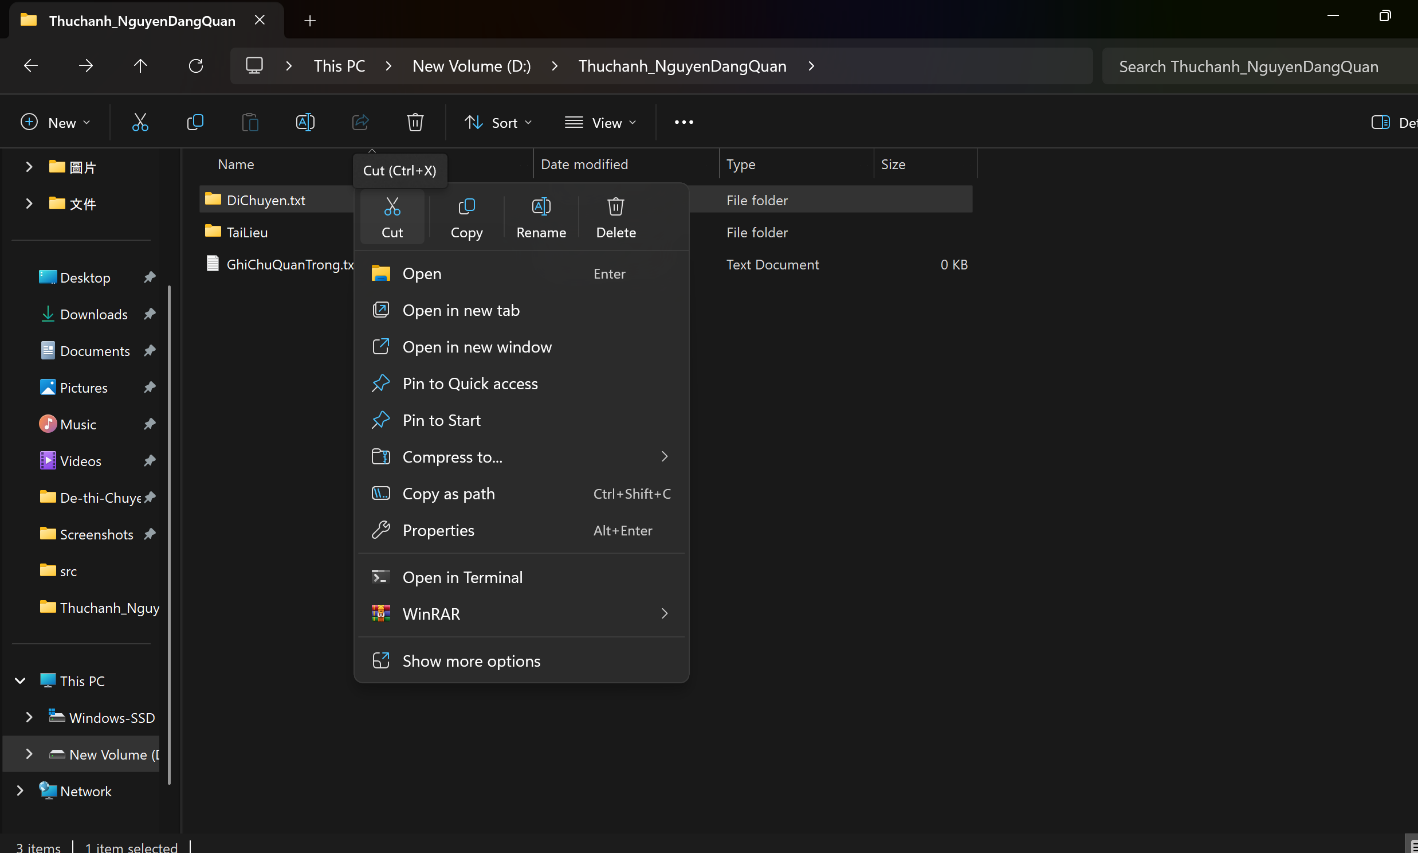 Thuchanh_NguyenDangQuan
This PC New Volume (D:) Thuchanh_NguyenDangQuan Search Thuchanh_NguyenDangQuan
New Sort View Det
Name Date modified Type Size
Cut (Ctrl+X)
圖片
文件
DiChuyen.txt File folder
TaiLieu File folder
GhiChuQuanTrong.tx Text Document 0 KB
Cut Copy Rename Delete
Open Enter
Open in new tab
Open in new window
Pin to Quick access
Pin to Start
Compress to...
Copy as path Ctrl+Shift+C
Properties Alt+Enter
Open in Terminal
WinRAR
Show more options
Desktop
Downloads
Documents
Pictures
Music
Videos
De-thi-Chuye
Screenshots
src
Thuchanh_Nguy
This PC
Windows-SSD
New Volume (D
Network
3 items 1 item selected